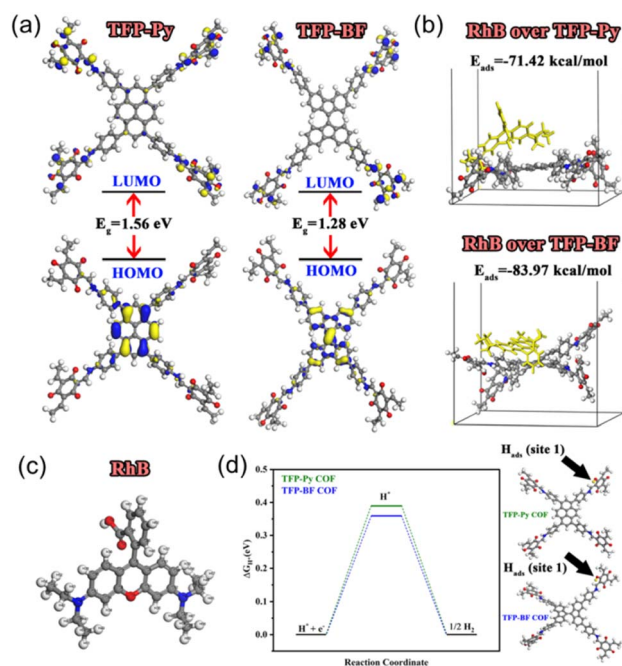 (a)
TFP-Py
TFP-BF
LUMO
LUMO
Eg=1.56 eV
Eg=1.28 eV
HOMO
HOMO
(b)
RhB over TFP-Py
Eads=-71.42 kcal/mol
RhB over TFP-BF
Eads=-83.97 kcal/mol
(c)
RhB
(d)
TFP-Py COF
TFP-BF COF
H*
ΔGH*(eV)
0.5
0.4
0.3
0.2
0.1
0.0
H+ + e-
1/2 H2
Reaction Coordinate
Hads (site 1)
TFP-Py COF
Hads (site 1)
TFP-BF COF